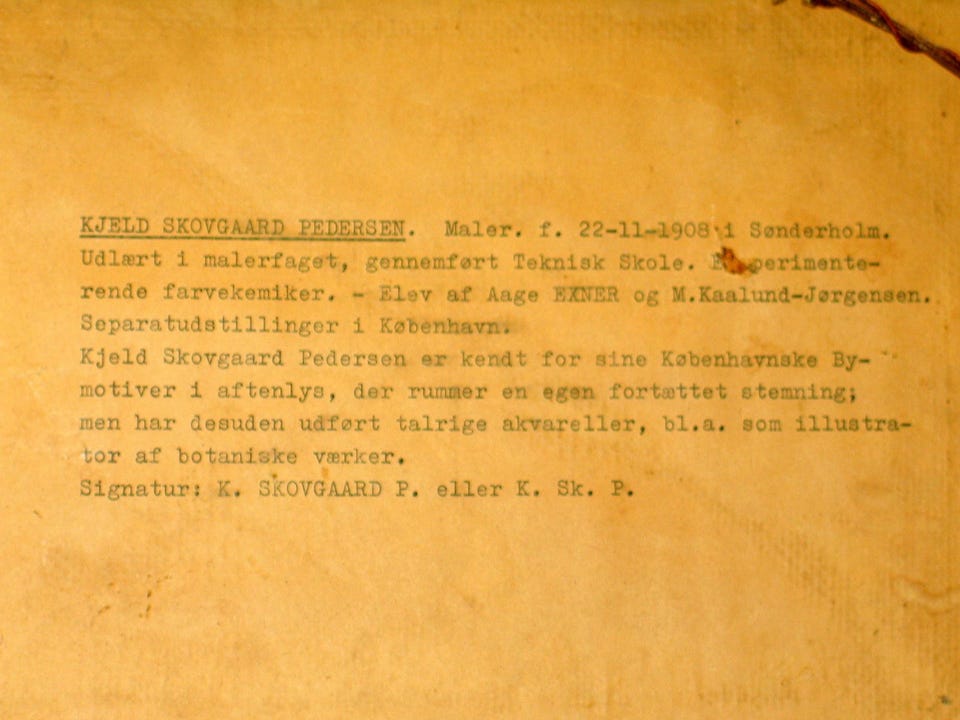 KJELD SKOVGAARD PEDERSEN. Maler. f. 22-11-1908 i Sønderholm.
Udlært i malerfaget, gennemført Teknisk Skole. Experimente-
rende farvekemiker. - Elev af Aage EXNER og M.Kaalund-Jørgensen.
Separatudstillinger i København.
Kjeld Skovgaard Pedersen er kendt for sine Københavnske By-
motiver i aftenlys, der rummer en egen fortættet stemning;
men har desuden udført talrige akvareller, bl.a. som illustra-
tor af botaniske værker.
Signatur: K. SKOVGAARD P. eller K. Sk. P.